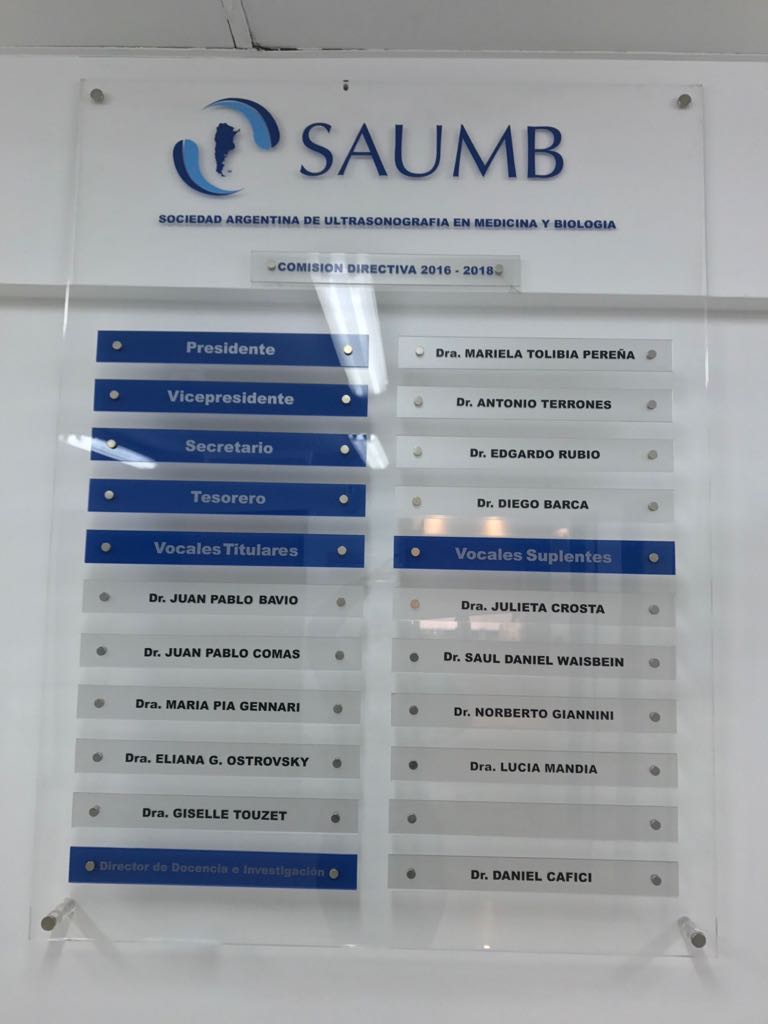 SAUMB
SOCIEDAD ARGENTINA DE ULTRASONOGRAFIA EN MEDICINA Y BIOLOGIA
COMISION DIRECTIVA 2016 - 2018
Presidente
Dra. MARIELA TOLIBIA PEREÑA
Vicepresidente
Dr. ANTONIO TERRONES
Secretario
Dr. EDGARDO RUBIO
Tesorero
Dr. DIEGO BARCA
Vocales Titulares
Dr. JUAN PABLO BAVIO
Dr. JUAN PABLO COMAS
Dra. MARIA PIA GENNARI
Dra. ELIANA G. OSTROVSKY
Dra. GISELLE TOUZET
Vocales Suplentes
Dra. JULIETA CROSTA
Dr. SAUL DANIEL WAISBEIN
Dr. NORBERTO GIANNINI
Dra. LUCIA MANDIA
Director de Docencia e Investigación
Dr. DANIEL CAFICI